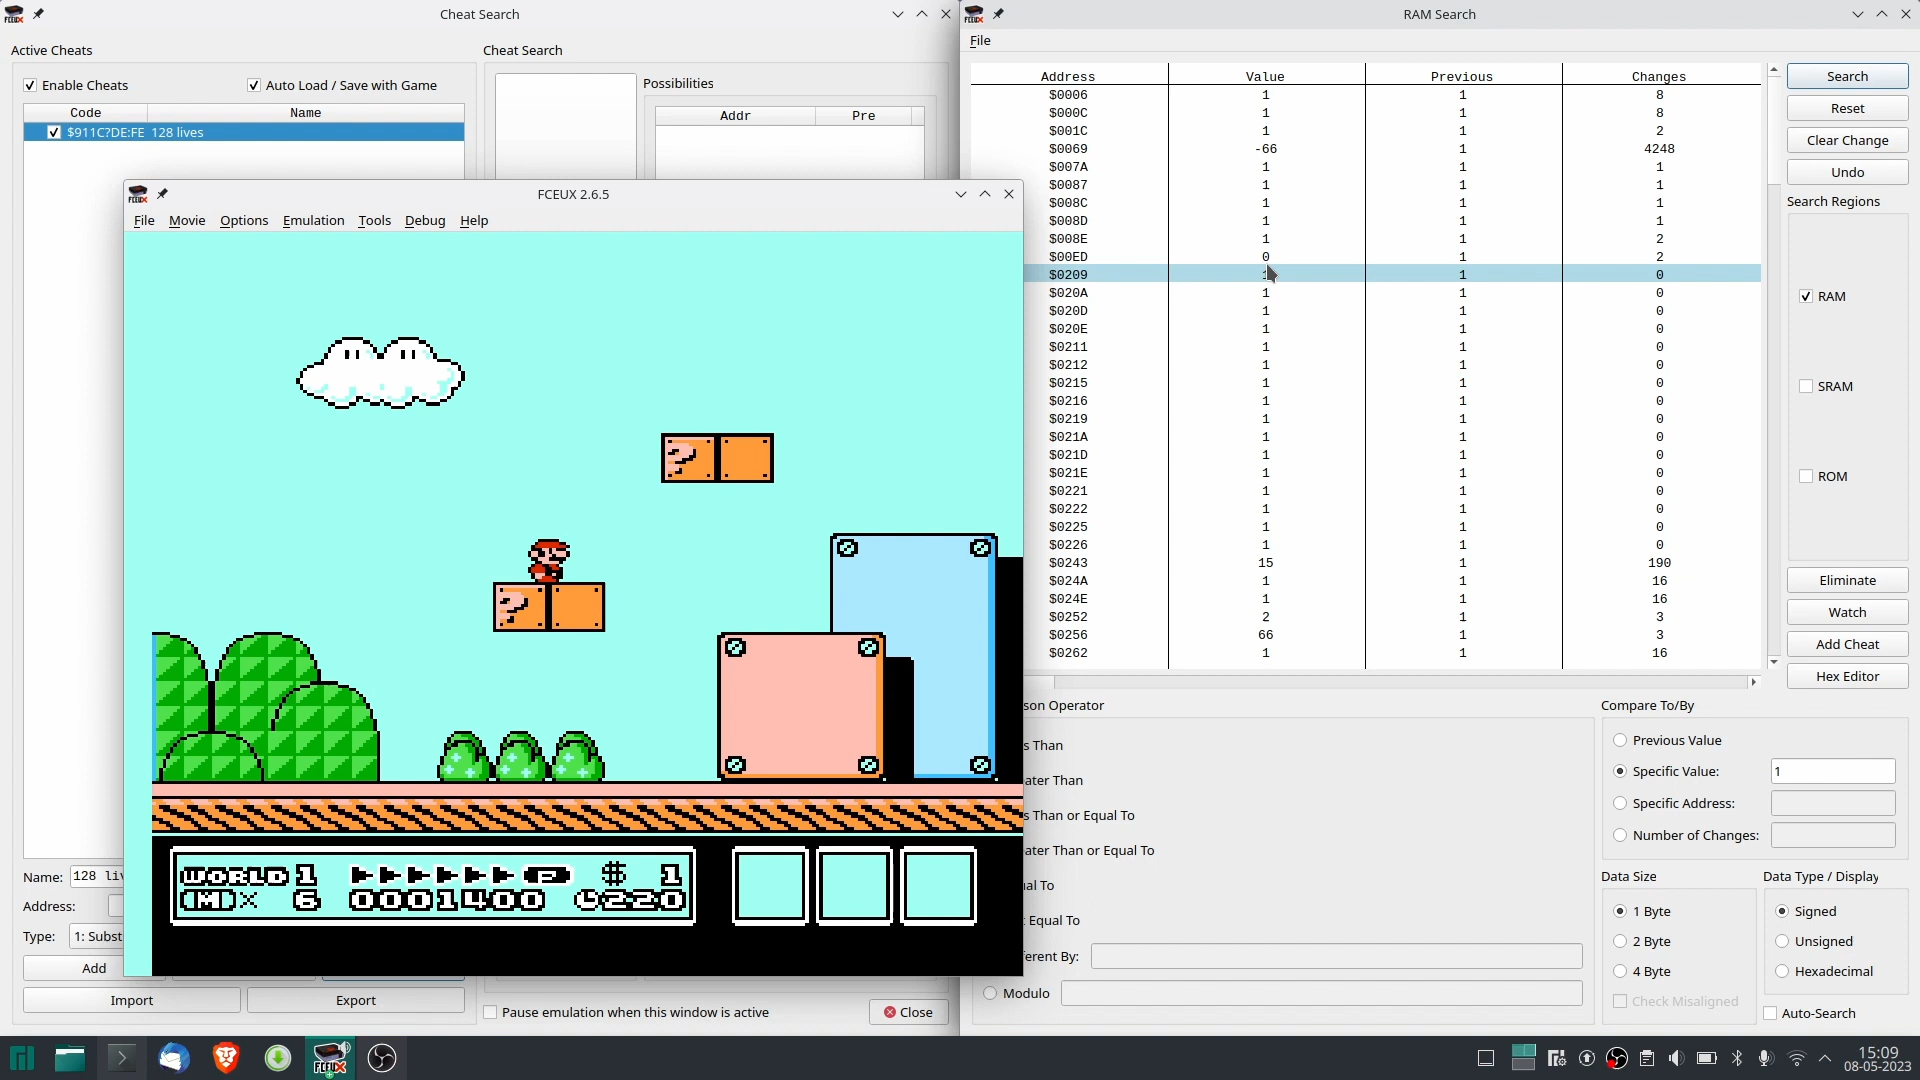 Cheat Search
Active Cheats
Enable Cheats
Auto Load / Save with Game
Code Name
$911C?DE:FE 128 lives
Cheat Search
Possibilities
Addr Pre
FCEUX 2.6.5
File Movie Options Emulation Tools Debug Help
WORLD 1 P $ 1
M × 6 0001400 220
Name: 128 liv
Address:
Type: 1: Subst
Add
Import Export
Pause emulation when this window is active
Close
RAM Search
File
Address Value Previous Changes
$0006 1 1 8
$000C 1 1 8
$001C 1 1 2
$0069 -66 1 4248
$007A 1 1 1
$0087 1 1 1
$008C 1 1 1
$008D 1 1 1
$008E 1 1 2
$00ED 0 1 2
$0209 1 1 0
$020A 1 1 0
$020D 1 1 0
$020E 1 1 0
$0211 1 1 0
$0212 1 1 0
$0215 1 1 0
$0216 1 1 0
$0219 1 1 0
$021A 1 1 0
$021D 1 1 0
$021E 1 1 0
$0221 1 1 0
$0222 1 1 0
$0225 1 1 0
$0226 1 1 0
$0243 15 1 190
$024A 1 1 16
$024E 1 1 16
$0252 2 1 3
$0256 66 1 3
$0262 1 1 16
Search
Reset
Clear Change
Undo
Search Regions
RAM
SRAM
ROM
Eliminate
Watch
Add Cheat
Hex Editor
son Operator
s Than
ater Than
s Than or Equal To
ater Than or Equal To
al To
t Equal To
erent By:
Modulo
Compare To/By
Previous Value
Specific Value: 1
Specific Address:
Number of Changes:
Data Size
1 Byte
2 Byte
4 Byte
Check Misaligned
Data Type / Display
Signed
Unsigned
Hexadecimal
Auto-Search
FCEUX
15:09
08-05-2023